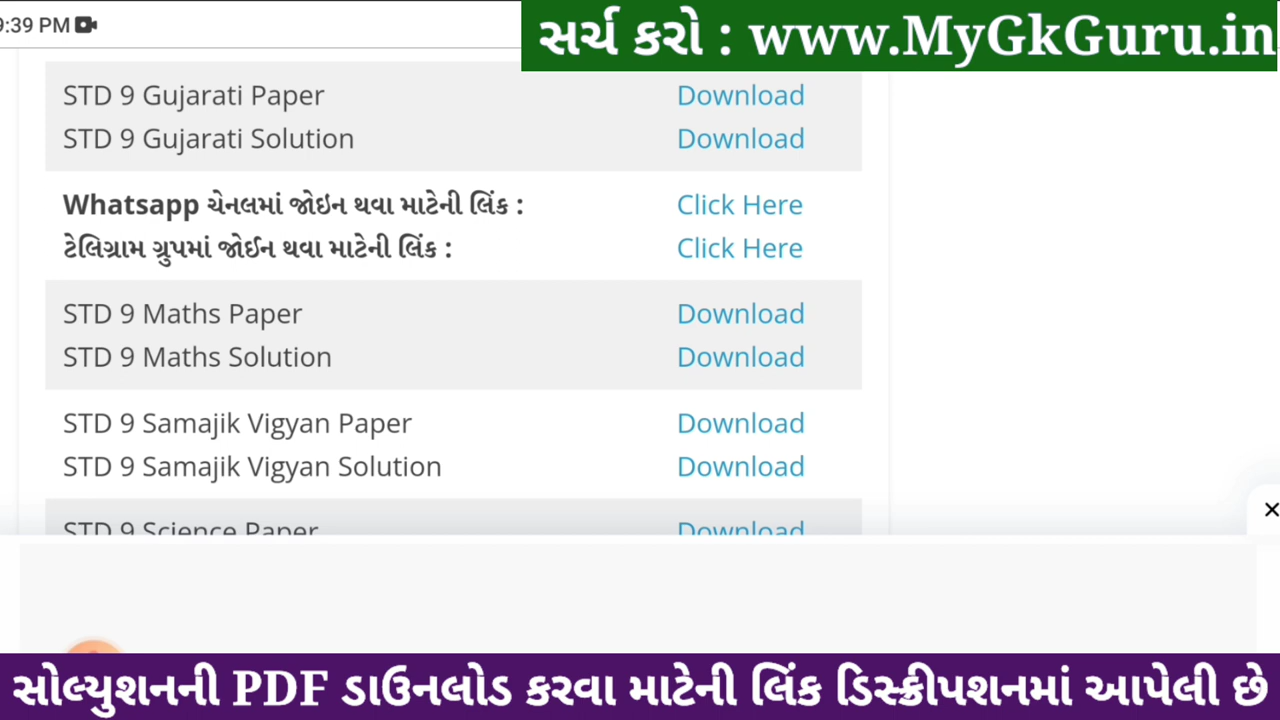 9:39 PM
સર્ચ કરો : www.MyGkGuru.in
STD 9 Gujarati Paper Download
STD 9 Gujarati Solution Download
Whatsapp ચેનલમાં જોઇન થવા માટેની લિંક : Click Here
ટેલિગ્રામ ગ્રુપમાં જોઈન થવા માટેની લિંક : Click Here
STD 9 Maths Paper Download
STD 9 Maths Solution Download
STD 9 Samajik Vigyan Paper Download
STD 9 Samajik Vigyan Solution Download
STD 9 Science Paper Download
સોલ્યુશનની PDF ડાઉનલોડ કરવા માટેની લિંક ડિસ્ક્રીપશનમાં આપેલી છે